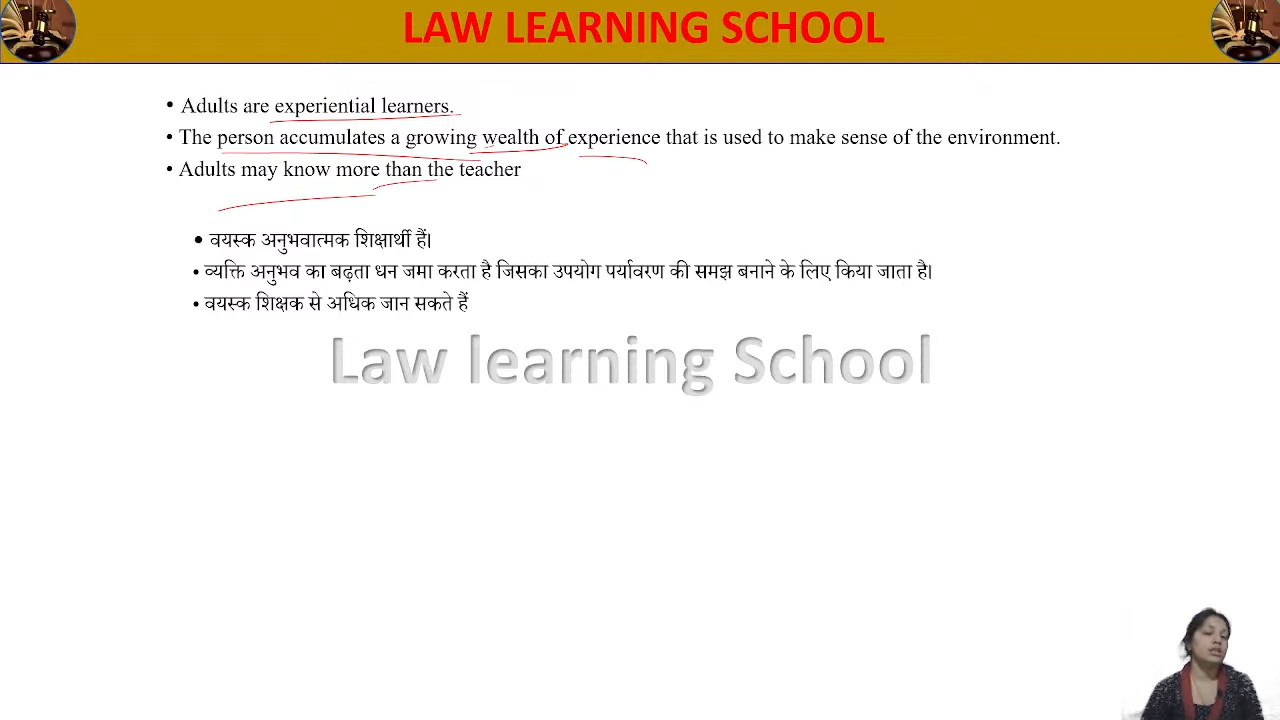 LAW LEARNING SCHOOL
• Adults are experiential learners.
• The person accumulates a growing wealth of experience that is used to make sense of the environment.
• Adults may know more than the teacher
• वयस्क अनुभवात्मक शिक्षार्थी हैं।
• व्यक्ति अनुभव का बढ़ता धन जमा करता है जिसका उपयोग पर्यावरण की समझ बनाने के लिए किया जाता है।
• वयस्क शिक्षक से अधिक जान सकते हैं
Law learning School